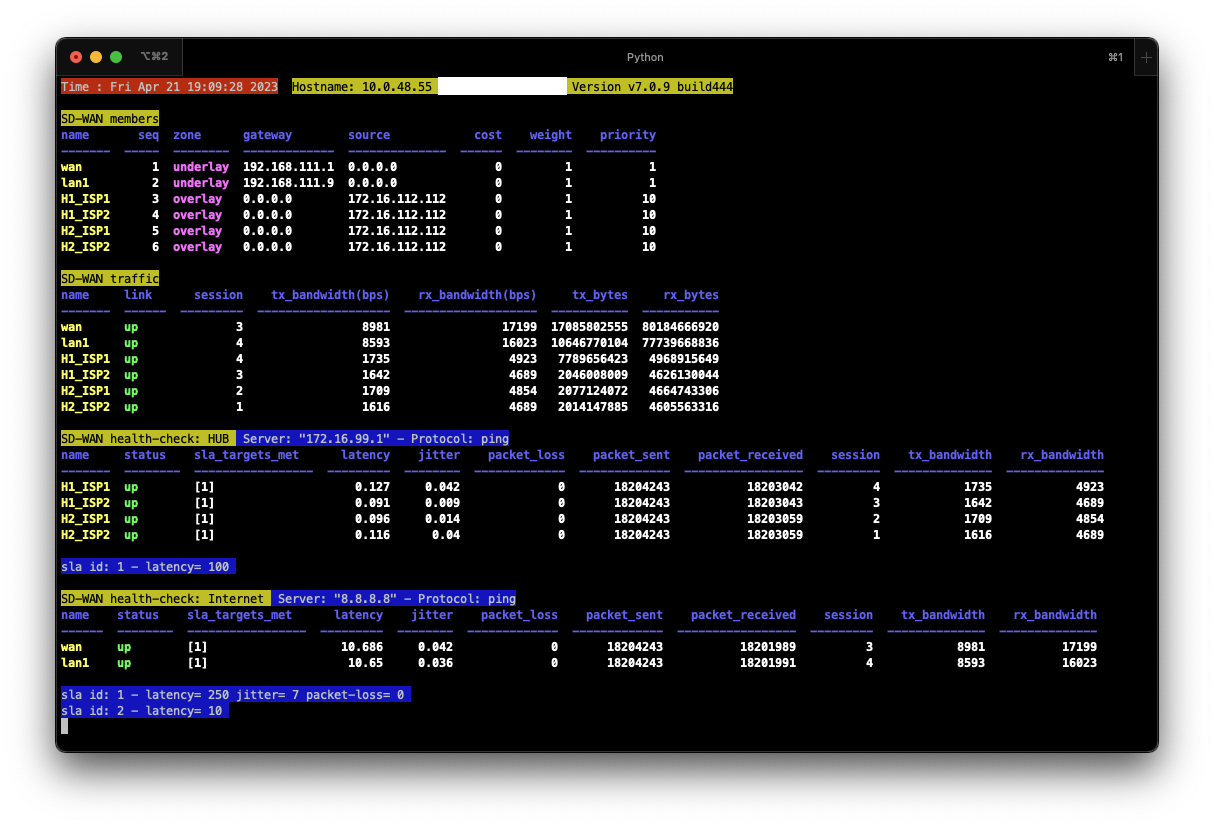 ⌥⌘2 Python ⌘1 +
Time : Fri Apr 21 19:09:28 2023 Hostname: 10.0.48.55 Version v7.0.9 build444
SD-WAN members
name seq zone gateway source cost weight priority
wan 1 underlay 192.168.111.1 0.0.0.0 0 1 1
lan1 2 underlay 192.168.111.9 0.0.0.0 0 1 1
H1_ISP1 3 overlay 0.0.0.0 172.16.112.112 0 1 10
H1_ISP2 4 overlay 0.0.0.0 172.16.112.112 0 1 10
H2_ISP1 5 overlay 0.0.0.0 172.16.112.112 0 1 10
H2_ISP2 6 overlay 0.0.0.0 172.16.112.112 0 1 10
SD-WAN traffic
name link session tx_bandwidth(bps) rx_bandwidth(bps) tx_bytes rx_bytes
wan up 3 8981 17199 17085802555 80184666920
lan1 up 4 8593 16023 10646770104 77739668836
H1_ISP1 up 4 1735 4923 7789656423 4968915649
H1_ISP2 up 3 1642 4689 2046008009 4626130044
H2_ISP1 up 2 1709 4854 2077124072 4664743306
H2_ISP2 up 1 1616 4689 2014147885 4605563316
SD-WAN health-check: HUB Server: "172.16.99.1" - Protocol: ping
name status sla_targets_met latency jitter packet_loss packet_sent packet_received session tx_bandwidth rx_bandwidth
H1_ISP1 up [1] 0.127 0.042 0 18204243 18203042 4 1735 4923
H1_ISP2 up [1] 0.091 0.009 0 18204243 18203043 3 1642 4689
H2_ISP1 up [1] 0.096 0.014 0 18204243 18203059 2 1709 4854
H2_ISP2 up [1] 0.116 0.04 0 18204243 18203059 1 1616 4689
sla id: 1 - latency= 100
SD-WAN health-check: Internet Server: "8.8.8.8" - Protocol: ping
name status sla_targets_met latency jitter packet_loss packet_sent packet_received session tx_bandwidth rx_bandwidth
wan up [1] 10.686 0.042 0 18204243 18201989 3 8981 17199
lan1 up [1] 10.65 0.036 0 18204243 18201991 4 8593 16023
sla id: 1 - latency= 250 jitter= 7 packet-loss= 0
sla id: 2 - latency= 10